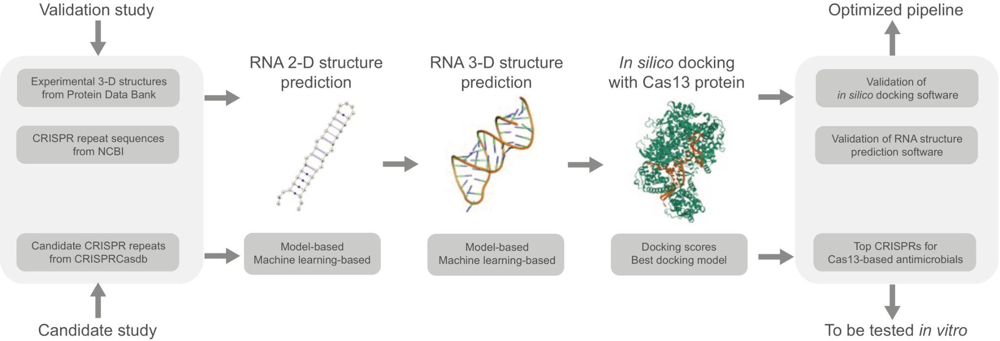 Validation study
Experimental 3-D structures
from Protein Data Bank
CRISPR repeat sequences
from NCBI
Candidate CRISPR repeats
from CRISPRCasdb
Candidate study
RNA 2-D structure
prediction
Model-based
Machine learning-based
RNA 3-D structure
prediction
Model-based
Machine learning-based
In silico docking
with Cas13 protein
Docking scores
Best docking model
Optimized pipeline
Validation of
in silico docking software
Validation of RNA structure
prediction software
Top CRISPRs for
Cas13-based antimicrobials
To be tested in vitro